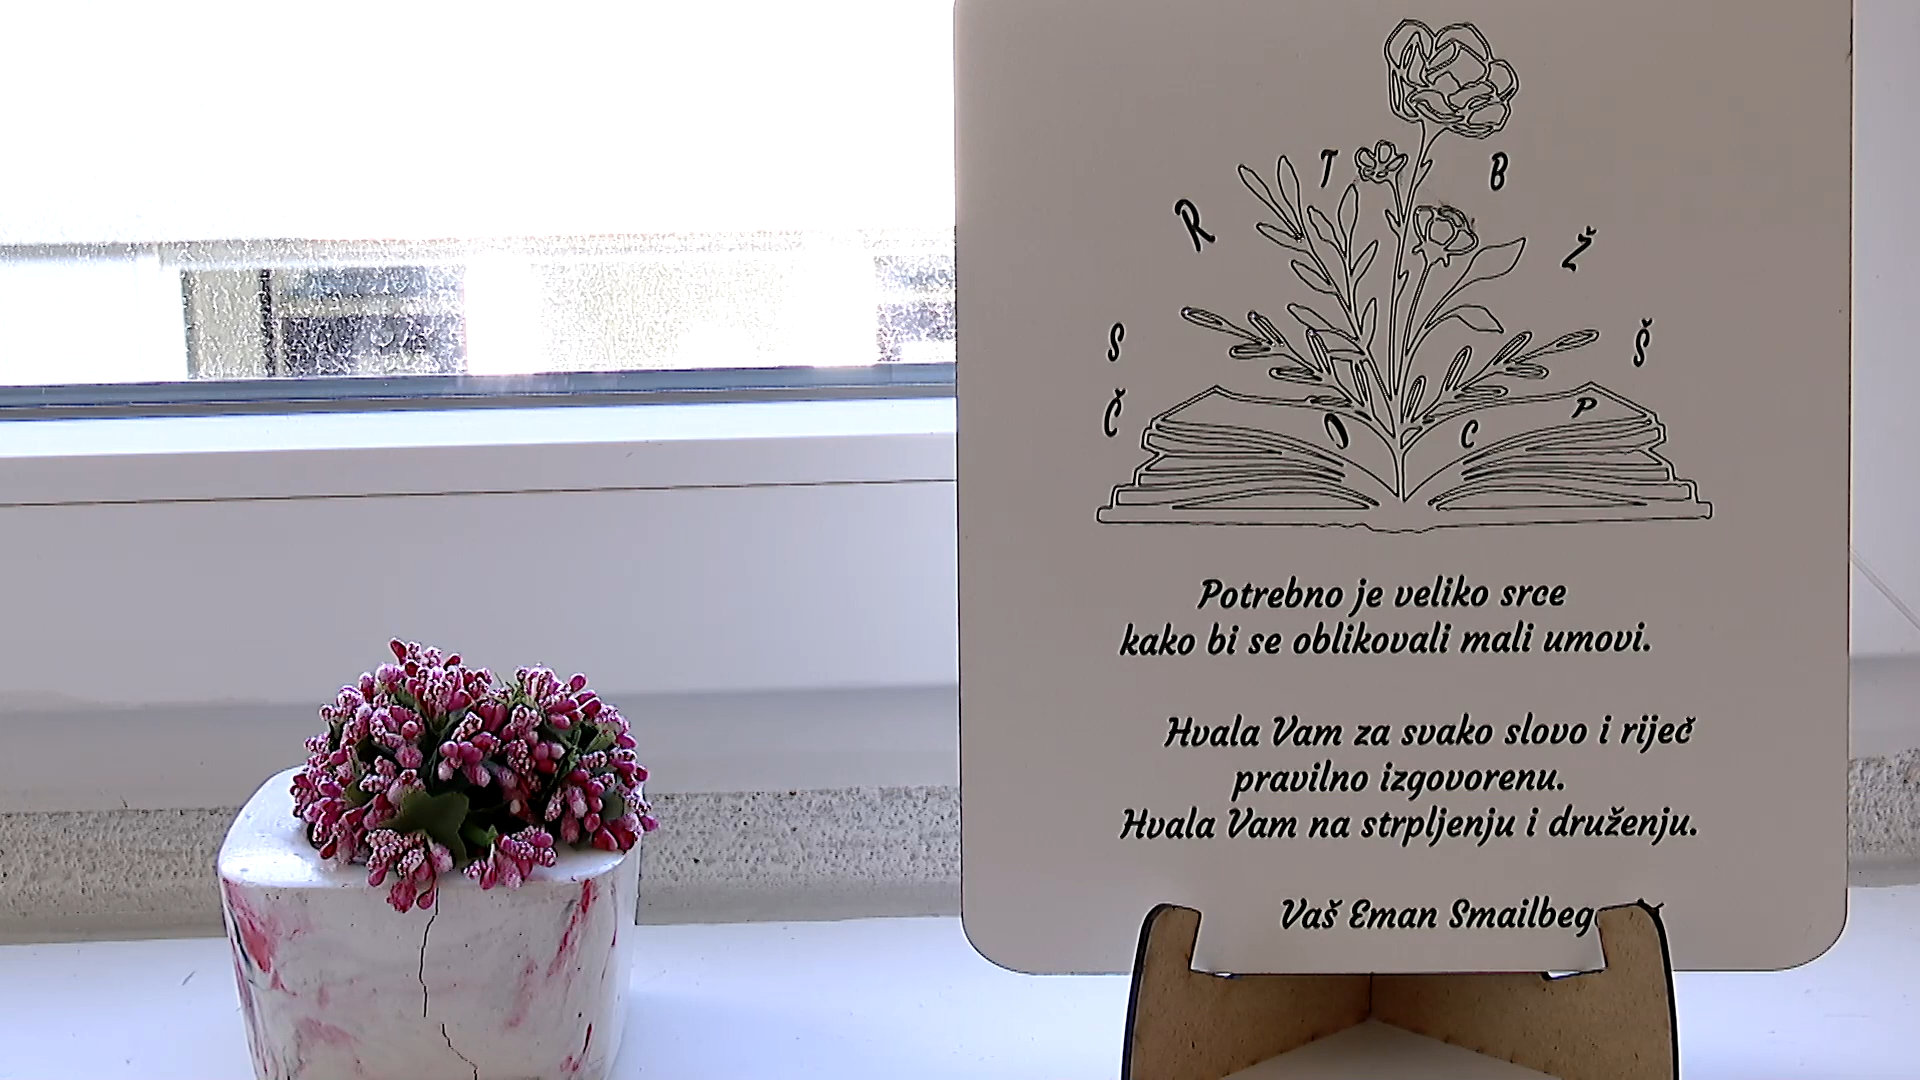 T B
R Ž
S Š
Č O C P
Potrebno je veliko srce
kako bi se oblikovali mali umovi.
Hvala Vam za svako slovo i riječ
pravilno izgovorenu.
Hvala Vam na strpljenju i druženju.
Vaš Eman